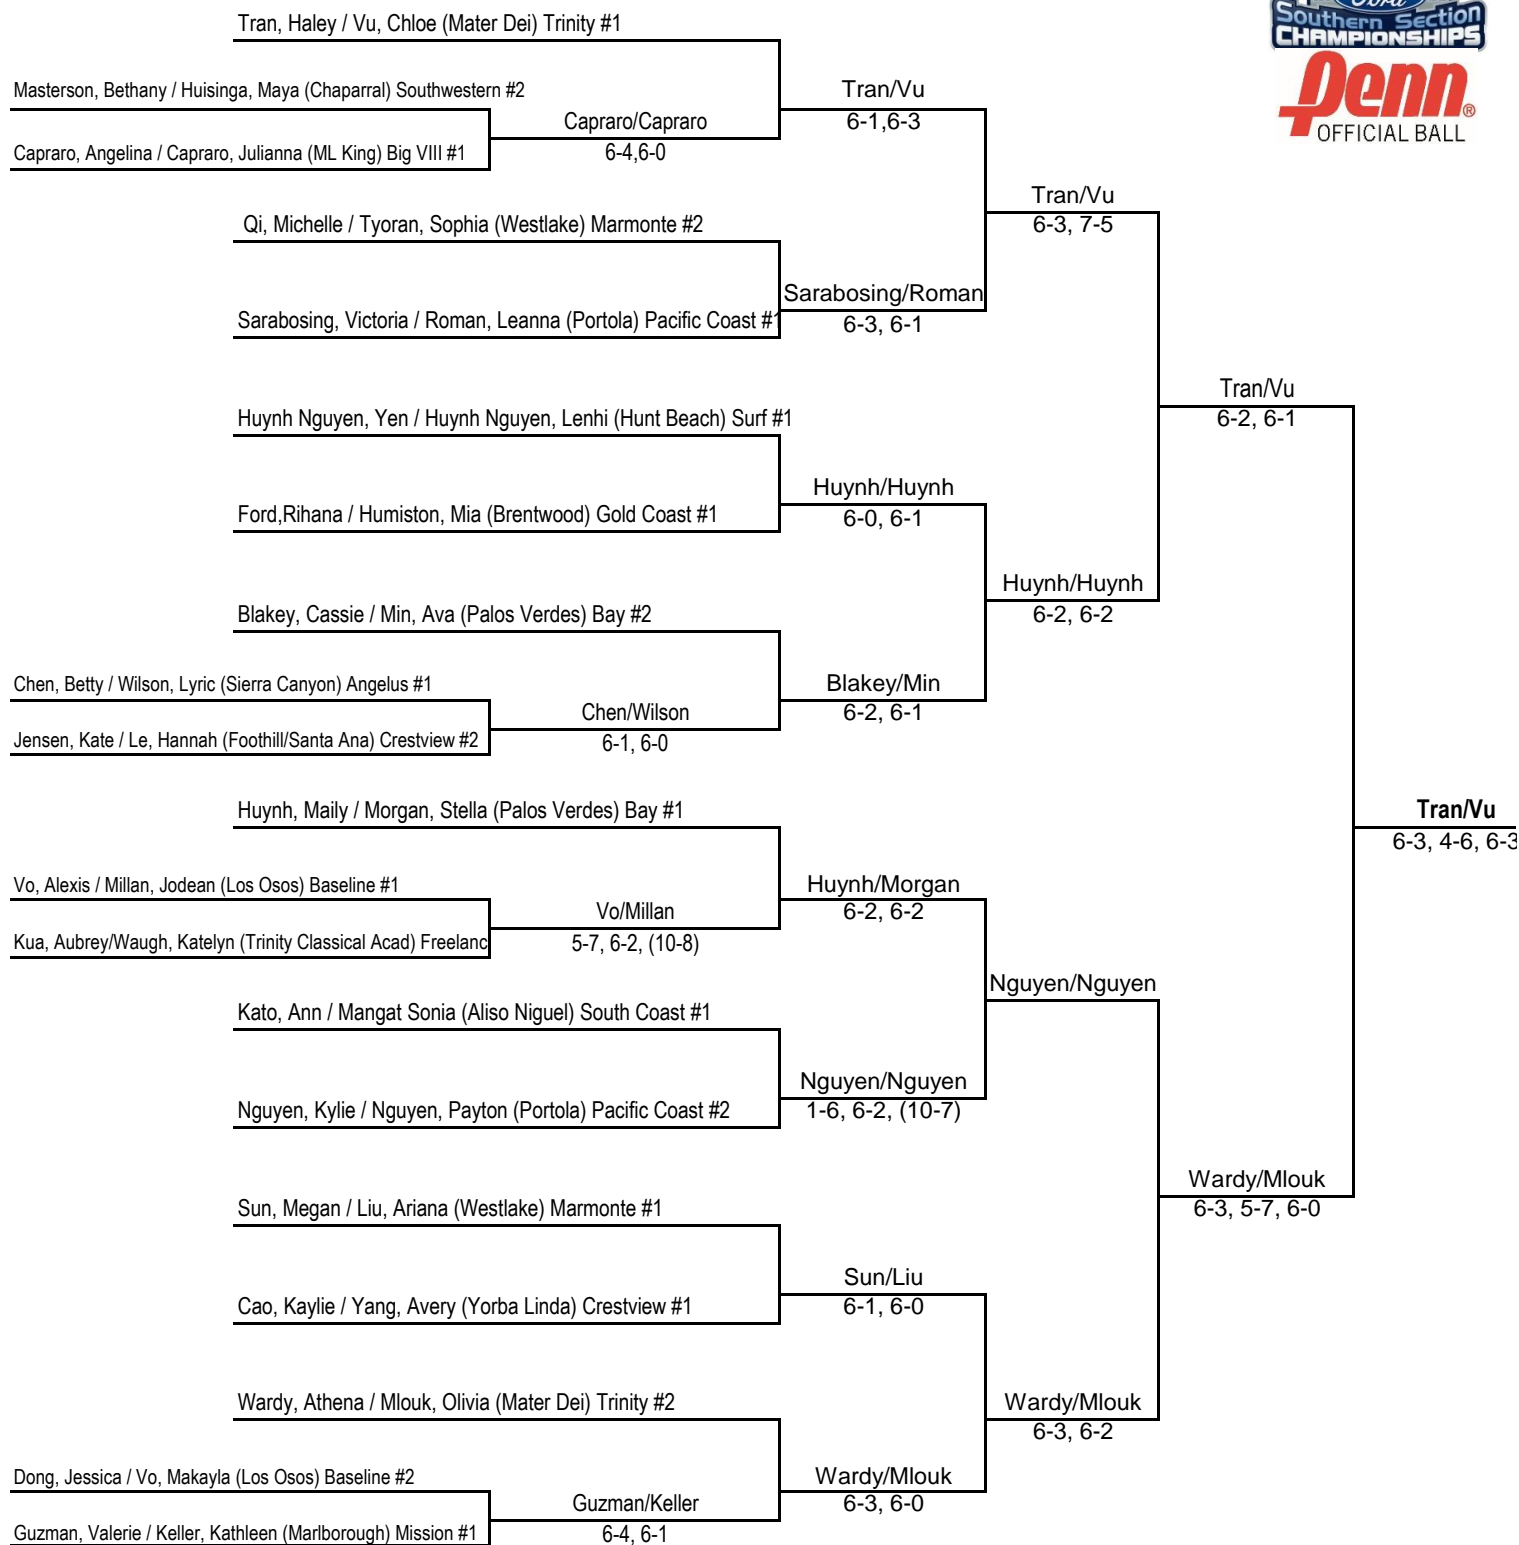 Ford
Southern Section
CHAMPIONSHIPS
Penn®
OFFICIAL BALL
Tran, Haley / Vu, Chloe (Mater Dei) Trinity #1
Masterson, Bethany / Huisinga, Maya (Chaparral) Southwestern #2
Tran/Vu
6-1,6-3
Capraro/Capraro
6-4,6-0
Capraro, Angelina / Capraro, Julianna (ML King) Big VIII #1
Tran/Vu
6-3, 7-5
Qi, Michelle / Tyoran, Sophia (Westlake) Marmonte #2
Sarabosing/Roman
6-3, 6-1
Sarabosing, Victoria / Roman, Leanna (Portola) Pacific Coast #1
Tran/Vu
6-2, 6-1
Huynh Nguyen, Yen / Huynh Nguyen, Lenhi (Hunt Beach) Surf #1
Huynh/Huynh
6-0, 6-1
Ford,Rihana / Humiston, Mia (Brentwood) Gold Coast #1
Huynh/Huynh
6-2, 6-2
Blakey, Cassie / Min, Ava (Palos Verdes) Bay #2
Chen, Betty / Wilson, Lyric (Sierra Canyon) Angelus #1
Blakey/Min
6-2, 6-1
Chen/Wilson
6-1, 6-0
Jensen, Kate / Le, Hannah (Foothill/Santa Ana) Crestview #2
Huynh, Maily / Morgan, Stella (Palos Verdes) Bay #1
Tran/Vu
6-3, 4-6, 6-3
Vo, Alexis / Millan, Jodean (Los Osos) Baseline #1
Huynh/Morgan
6-2, 6-2
Vo/Millan
5-7, 6-2, (10-8)
Kua, Aubrey/Waugh, Katelyn (Trinity Classical Acad) Freelanc
Nguyen/Nguyen
Kato, Ann / Mangat Sonia (Aliso Niguel) South Coast #1
Nguyen/Nguyen
1-6, 6-2, (10-7)
Nguyen, Kylie / Nguyen, Payton (Portola) Pacific Coast #2
Wardy/Mlouk
6-3, 5-7, 6-0
Sun, Megan / Liu, Ariana (Westlake) Marmonte #1
Sun/Liu
6-1, 6-0
Cao, Kaylie / Yang, Avery (Yorba Linda) Crestview #1
Wardy, Athena / Mlouk, Olivia (Mater Dei) Trinity #2
Wardy/Mlouk
6-3, 6-2
Dong, Jessica / Vo, Makayla (Los Osos) Baseline #2
Wardy/Mlouk
6-3, 6-0
Guzman/Keller
6-4, 6-1
Guzman, Valerie / Keller, Kathleen (Marlborough) Mission #1